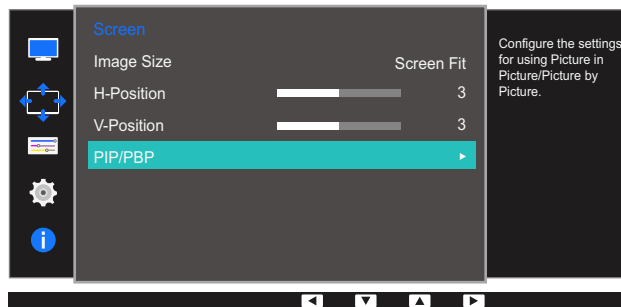 Screen
Image Size Screen Fit
H-Position 3
V-Position 3
PIP/PBP
Configure the settings
for using Picture in
Picture/Picture by
Picture.